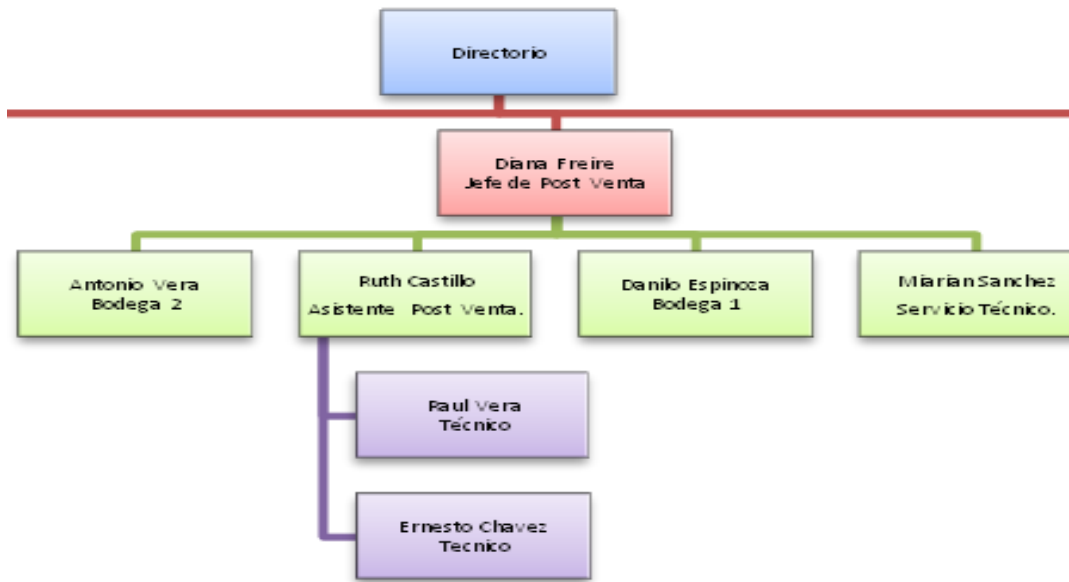 Directorio
Diana Freire
Jefe de Post Venta
Antonio Vera
Bodega 2
Ruth Castillo
Asistente Post Venta.
Danilo Espinoza
Bodega 1
Miarian Sanchez
Servicio Técnico.
Raul Vera
Técnico
Ernesto Chavez
Tecnico